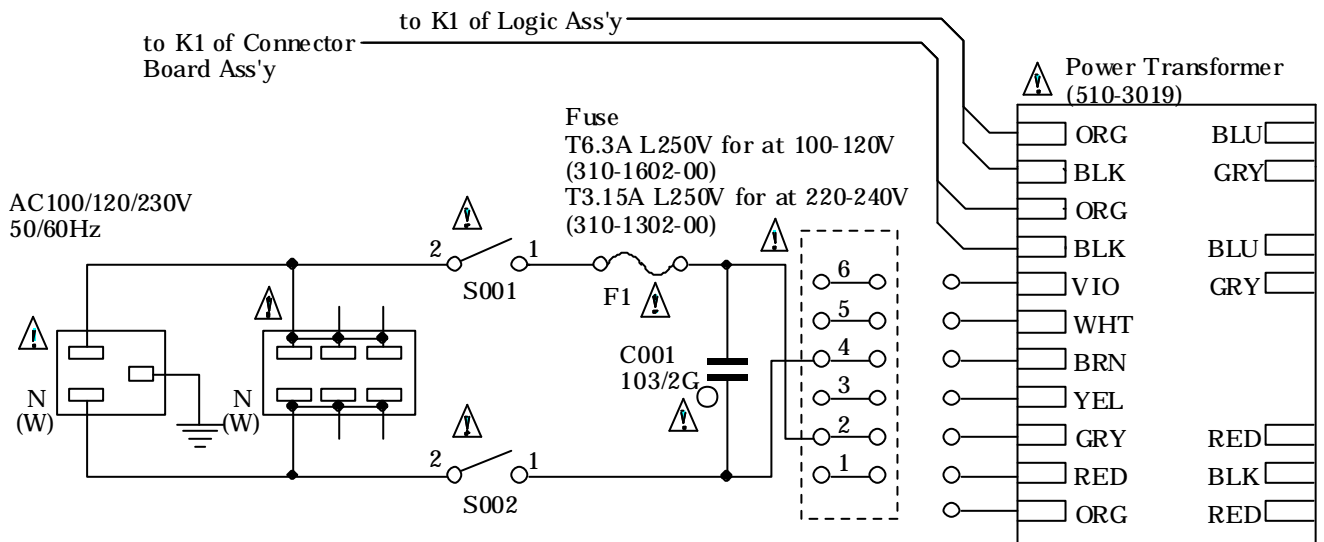 to K1 of Logic Ass'y
to K1 of Connector
Board Ass'y
Power Transformer
(510-3019)
Fuse
T6.3A L250V for at 100-120V
(310-1602-00)
T3.15A L250V for at 220-240V
(310-1302-00)
AC100/120/230V
50/60Hz
ORG BLU
BLK GRY
ORG
BLK BLU
VIO GRY
WHT
BRN
YEL
GRY RED
RED BLK
ORG RED
2 1
S001
F1
C001
103/2G
6
5
4
3
2
1
N
(W)
N
(W)
2 1
S002
!
!
!
!
!
!
!
!